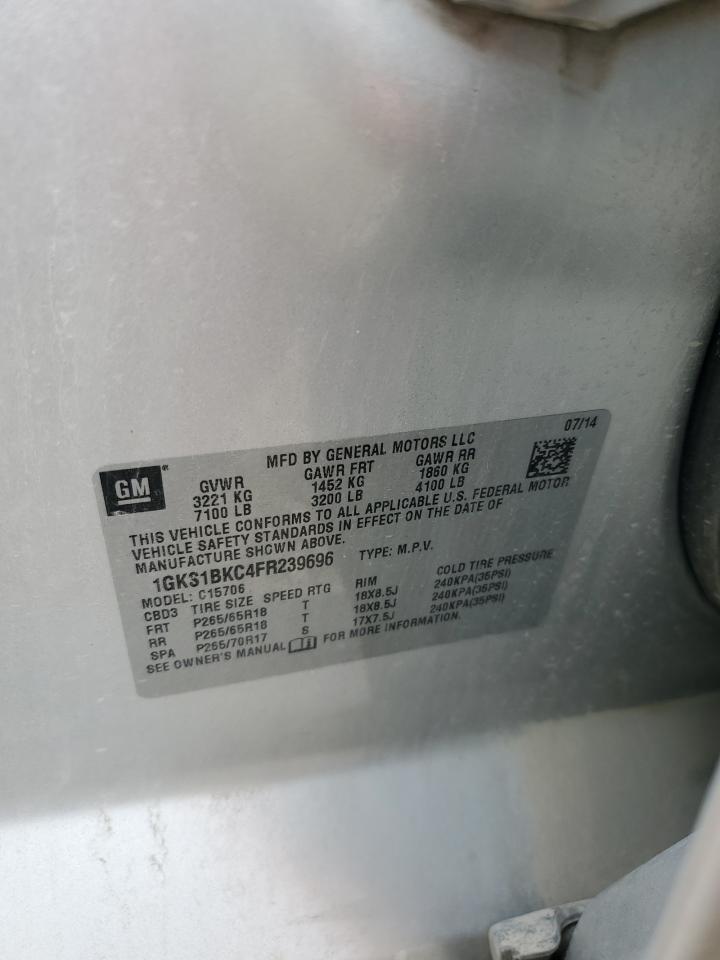 07/14
GM ®
MFD BY GENERAL MOTORS LLC
GVWR GAWR FRT GAWR RR
3221 KG 1452 KG 1860 KG
7100 LB 3200 LB 4100 LB
THIS VEHICLE CONFORMS TO ALL APPLICABLE U.S. FEDERAL MOTOR
VEHICLE SAFETY STANDARDS IN EFFECT ON THE DATE OF
MANUFACTURE SHOWN ABOVE.
1GKS1BKC4FR239696 TYPE: M.P.V.
MODEL: C15706
CBD3 TIRE SIZE SPEED RTG RIM COLD TIRE PRESSURE
FRT P265/65R18 T 18X8.5J 240KPA(35PSI)
RR P265/65R18 T 18X8.5J 240KPA(35PSI)
SPA P265/70R17 S 17X7.5J 240KPA(35PSI)
SEE OWNER'S MANUAL FOR MORE INFORMATION.